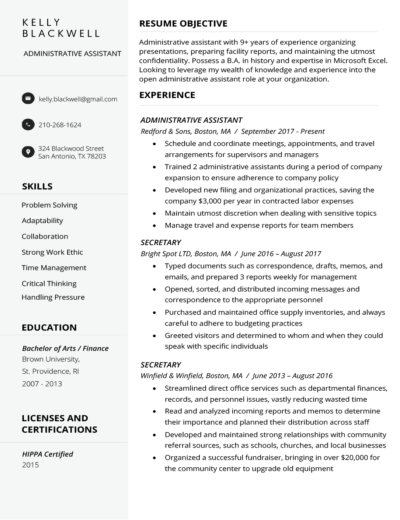 KELLY
BLACKWELL
ADMINISTRATIVE ASSISTANT
kelly.blackwell@gmail.com
210-268-1624
324 Blackwood Street
San Antonio, TX 78203
SKILLS
Problem Solving
Adaptability
Collaboration
Strong Work Ethic
Time Management
Critical Thinking
Handling Pressure
EDUCATION
Bachelor of Arts / Finance
Brown University,
St. Providence, RI
2007 - 2013
LICENSES AND
CERTIFICATIONS
HIPPA Certified
2015
RESUME OBJECTIVE
Administrative assistant with 9+ years of experience organizing
presentations, preparing facility reports, and maintaining the utmost
confidentiality. Possess a B.A. in history and expertise in Microsoft Excel.
Looking to leverage my wealth of knowledge and experience into the
open administrative assistant role at your organization.
EXPERIENCE
ADMINISTRATIVE ASSISTANT
Redford & Sons, Boston, MA / September 2017 - Present
• Schedule and coordinate meetings, appointments, and travel
arrangements for supervisors and managers
• Trained 2 administrative assistants during a period of company
expansion to ensure adherence to company policy
• Developed new filing and organizational practices, saving the
company $3,000 per year in contracted labor expenses
• Maintain utmost discretion when dealing with sensitive topics
• Manage travel and expense reports for team members
SECRETARY
Bright Spot LTD, Boston, MA / June 2016 – August 2017
• Typed documents such as correspondence, drafts, memos, and
emails, and prepared 3 reports weekly for management
• Opened, sorted, and distributed incoming messages and
correspondence to the appropriate personnel
• Purchased and maintained office supply inventories, and always
careful to adhere to budgeting practices
• Greeted visitors and determined to whom and when they could
speak with specific individuals
SECRETARY
Winfield & Winfield, Boston, MA / June 2013 – August 2016
• Streamlined direct office services such as departmental finances,
records, and personnel issues, vastly reducing wasted time
• Read and analyzed incoming reports and memos to determine
their importance and planned their distribution across staff
• Developed and maintained strong relationships with community
referral sources, such as schools, churches, and local businesses
• Organized a successful fundraiser, bringing in over $20,000 for
the community center to upgrade old equipment